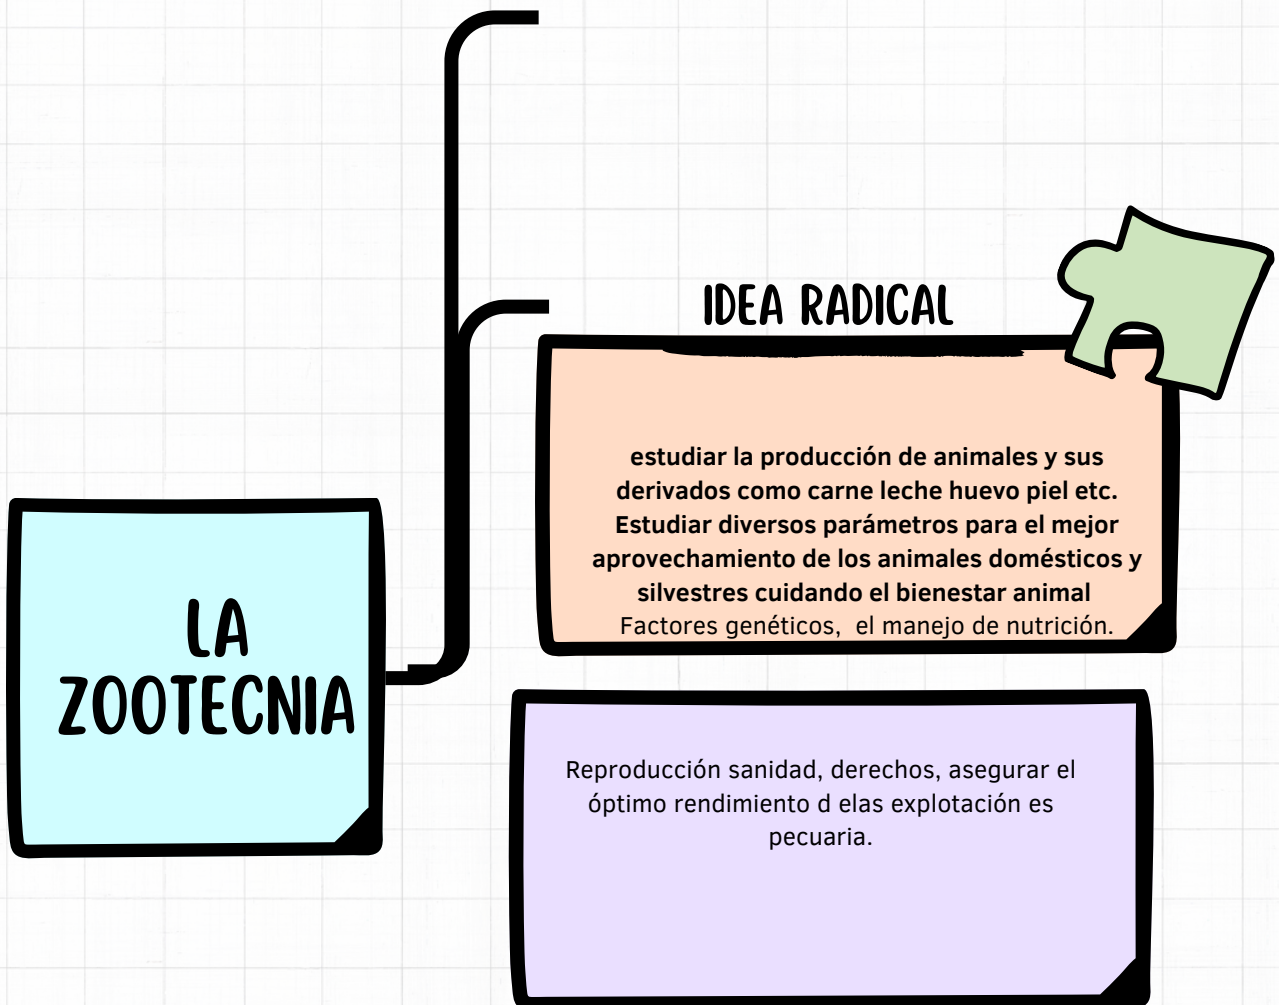 IDEA RADICAL
estudiar la producción de animales y sus
derivados como carne leche huevo piel etc.
Estudiar diversos parámetros para el mejor
aprovechamiento de los animales domésticos y
silvestres cuidando el bienestar animal
Factores genéticos,  el manejo de nutrición.
LA
ZOOTECNIA
Reproducción sanidad, derechos, asegurar el
óptimo rendimiento d elas explotación es
pecuaria.